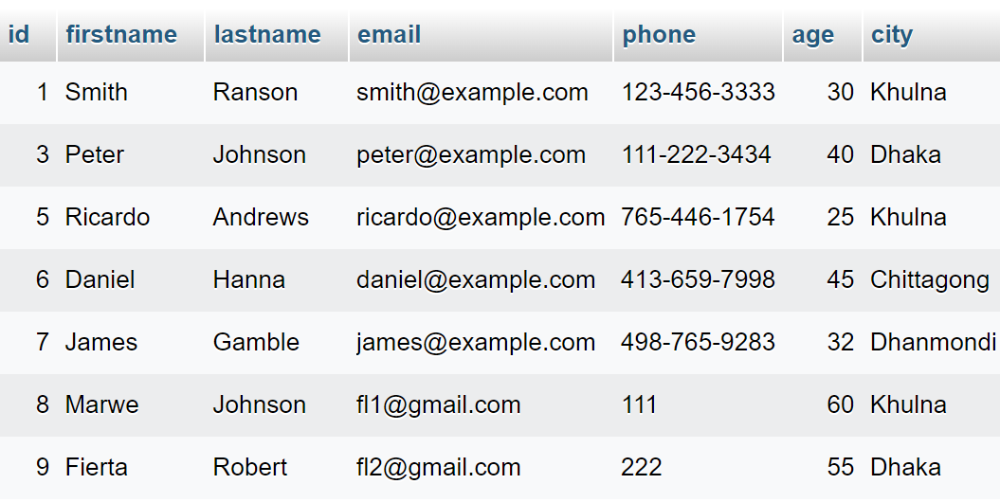 id firstname lastname email phone age city
1 Smith Ranson smith@example.com 123-456-3333 30 Khulna
3 Peter Johnson peter@example.com 111-222-3434 40 Dhaka
5 Ricardo Andrews ricardo@example.com 765-446-1754 25 Khulna
6 Daniel Hanna daniel@example.com 413-659-7998 45 Chittagong
7 James Gamble james@example.com 498-765-9283 32 Dhanmondi
8 Marwe Johnson fl1@gmail.com 111 60 Khulna
9 Fierta Robert fl2@gmail.com 222 55 Dhaka